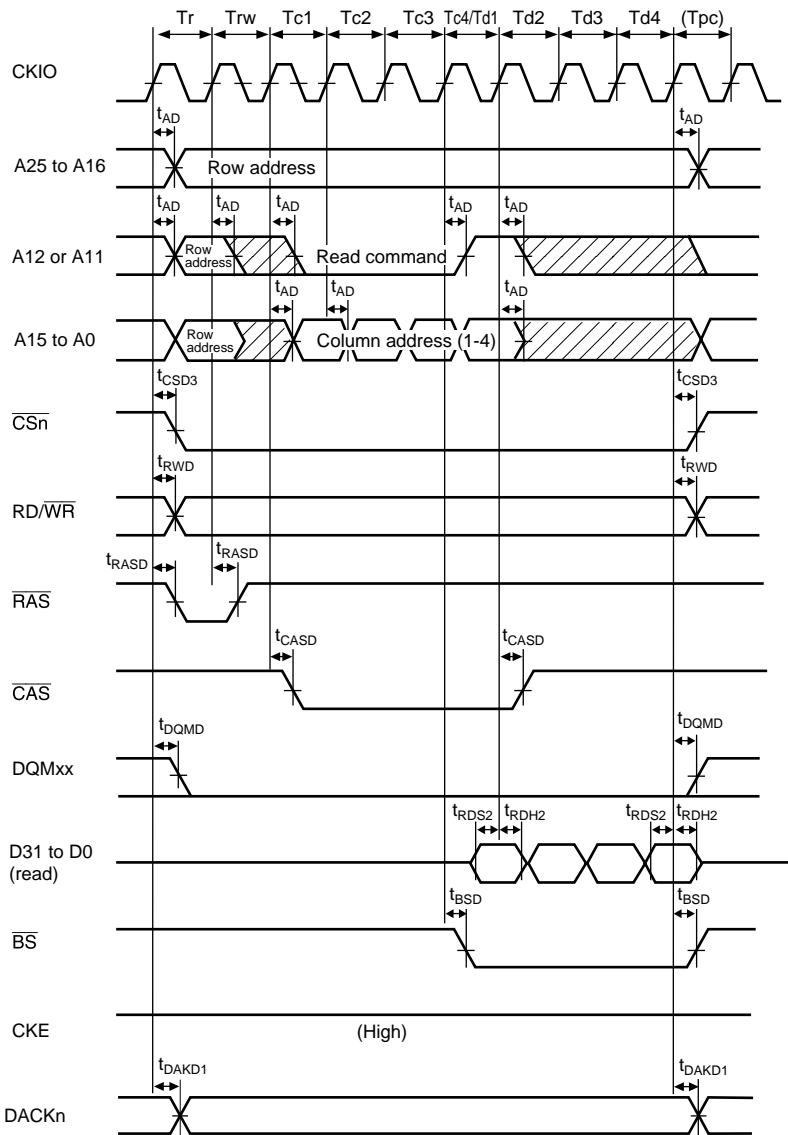 Tr Trw Tc1 Tc2 Tc3 Tc4/Td1 Td2 Td3 Td4 (Tpc)
CKIO
tAD tAD
A25 to A16 Row address
tAD tAD tAD tAD tAD
A12 or A11 Row address Read command
tAD tAD tAD
A15 to A0 Row address Column address (1-4)
tCSD3 tCSD3
CSn
tRWD tRWD
RD/WR
tRASD tRASD
RAS
tCASD tCASD
CAS
tDQMD tDQMD
DQMxx
tRDS2 tRDH2 tRDS2 tRDH2
D31 to D0
(read)
tBSD tBSD
BS
CKE (High)
tDAKD1 tDAKD1
DACKn